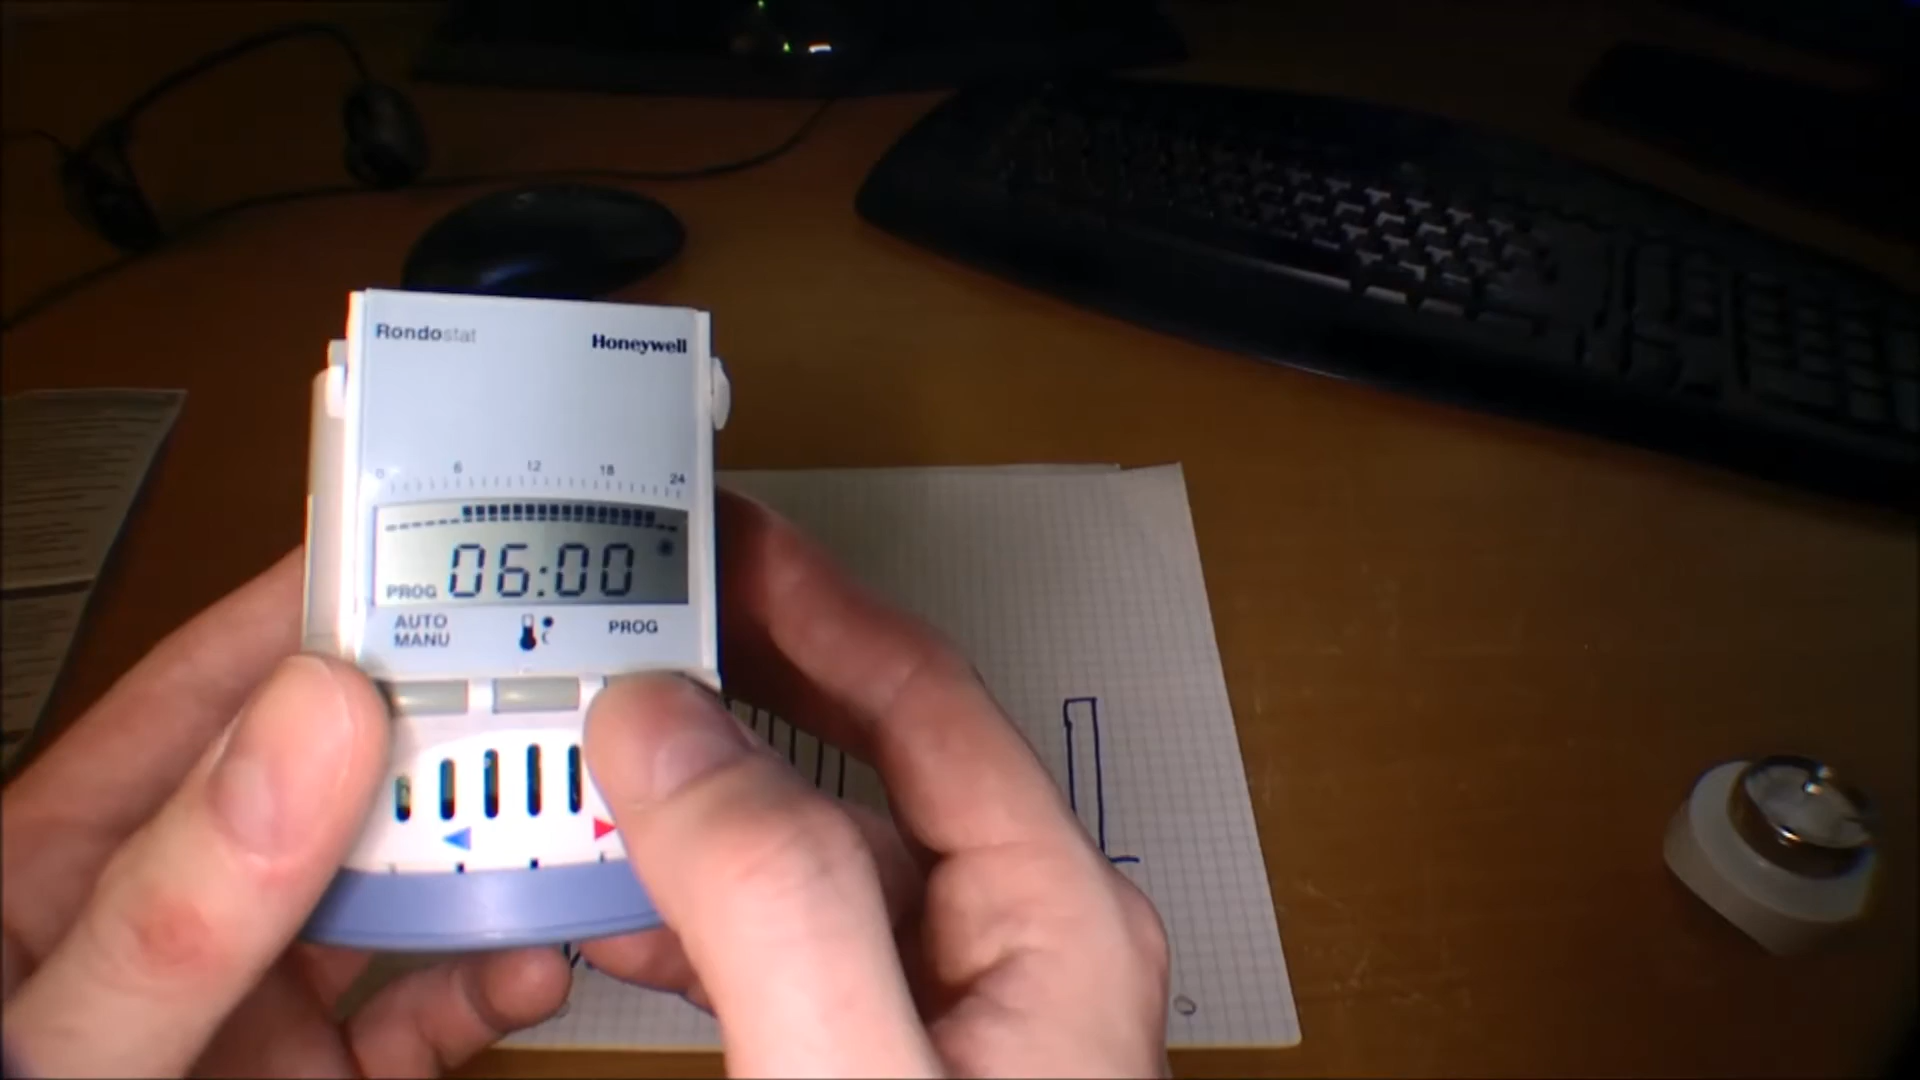 Rondostat Honeywell
0 6 12 18 24
06:00
PROG
AUTO MANU PROG